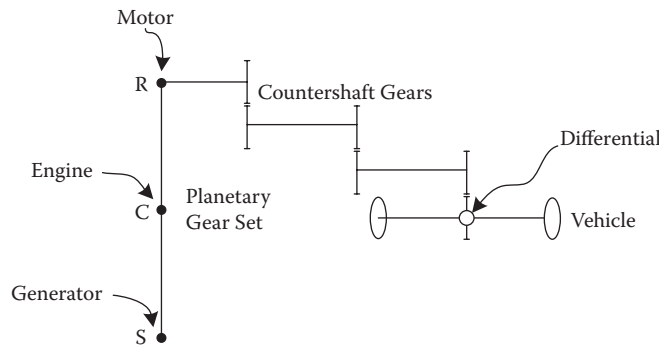 Motor
R
Countershaft Gears
Differential
Engine
Planetary
Gear Set
C
Vehicle
Generator
S